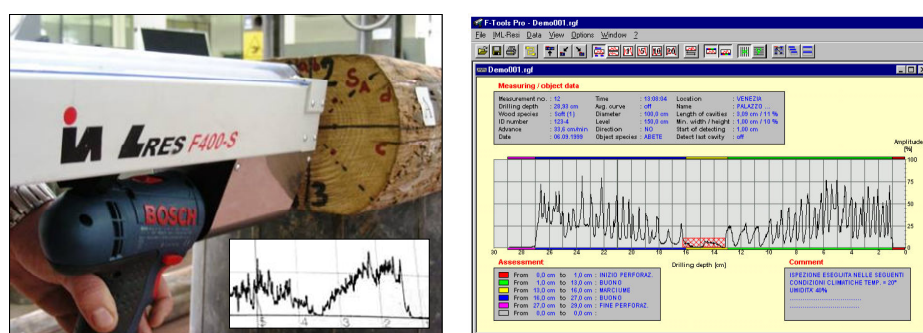 iML RES F400-S
BOSCH
2
S
A
d
c
3
5 4 3 2 1
F-Tools Pro - Demo001.rgf
File IML-Resi Data View Options Window ?
Demo001.rgf
Measuring / object data
Measurement no. : 12 Time : 13:08:04 Location : VENEZIA
Drilling depth : 28,93 cm Avg. curve : off Name : PALAZZO ...
Wood species : Soft (1) Diameter : 100,0 cm Length of cavities : 3,09 cm / 11 %
ID number : 123-4 Level : 150,0 cm Min. width / height : 1,00 cm / 10 %
Advance : 33,6 cm/min. Direction : NO Start of detecting : 1,00 cm
Date : 06.09.1999 Object species : ABETE Detect last cavity : off
Amplitude
[%]
100
75
50
25
0
30 28 26 24 22 20 18 16 14 12 10 8 6 4 2 0
Drilling depth [cm]
Assessment
From 0,0 cm to 1,0 cm : INIZIO PERFORAZ.
From 1,0 cm to 13,0 cm : BUONO
From 13,0 cm to 16,0 cm : MARCIUME
From 16,0 cm to 27,0 cm : BUONO
From 27,0 cm to 29,0 cm : FINE PERFORAZ.
From 0,0 cm to 0,0 cm :
Comment
ISPEZIONE ESEGUITA NELLE SEGUENTI
CONDIZIONI CLIMATICHE TEMP. = 20°
UMIDITA' 40%